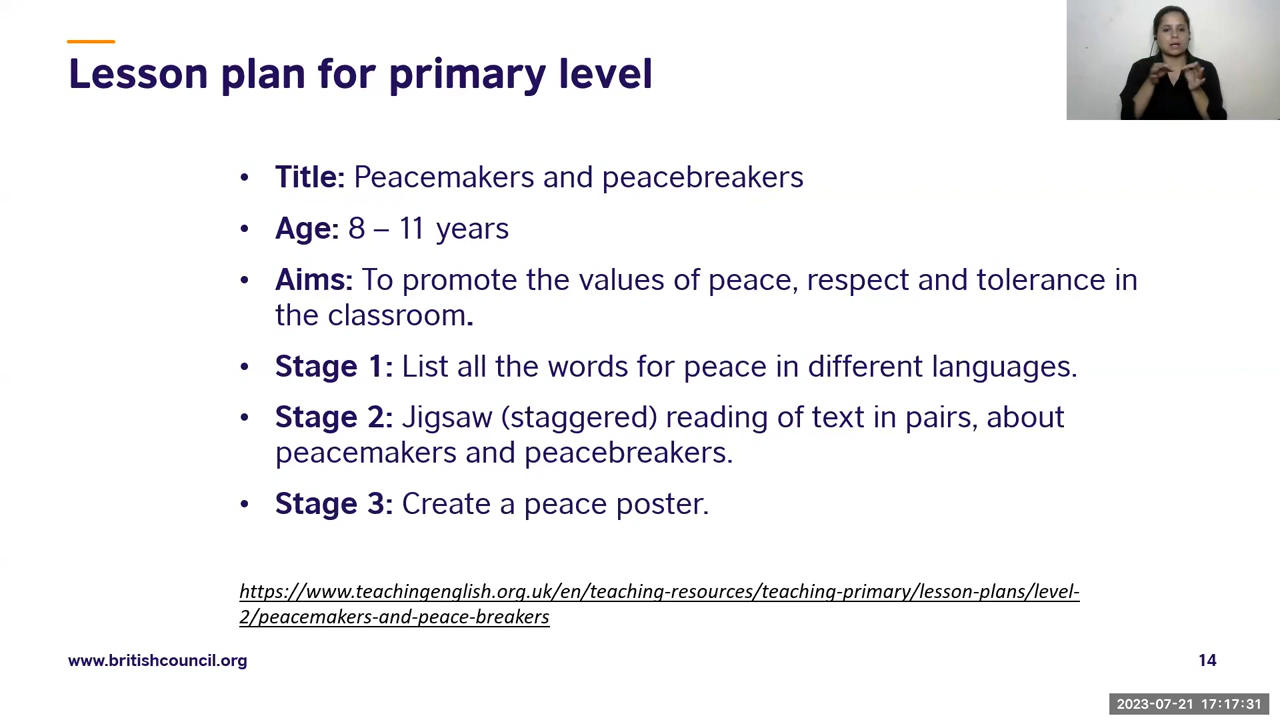 Lesson plan for primary level
• Title: Peacemakers and peacebreakers
• Age: 8 – 11 years
• Aims: To promote the values of peace, respect and tolerance in
the classroom.
• Stage 1: List all the words for peace in different languages.
• Stage 2: Jigsaw (staggered) reading of text in pairs, about
peacemakers and peacebreakers.
• Stage 3: Create a peace poster.
https://www.teachingenglish.org.uk/en/teaching-resources/teaching-primary/lesson-plans/level-
2/peacemakers-and-peace-breakers
www.britishcouncil.org
14
2023-07-21 17:17:31